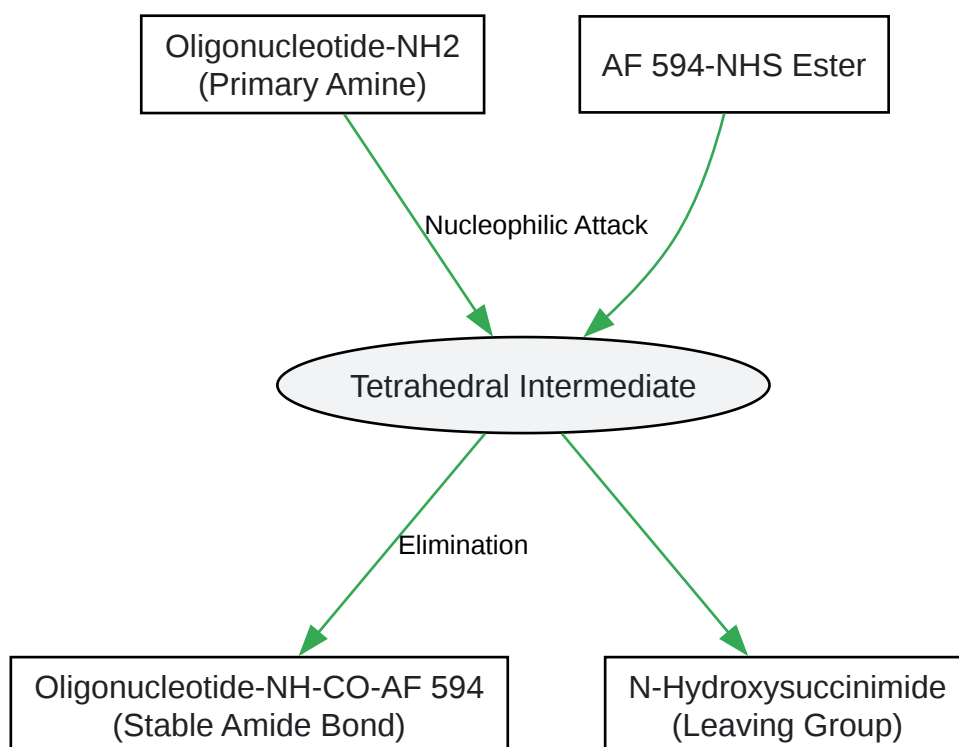 Oligonucleotide-NH2
(Primary Amine)
AF 594-NHS Ester
Nucleophilic Attack
Tetrahedral Intermediate
Elimination
Oligonucleotide-NH-CO-AF 594
(Stable Amide Bond)
N-Hydroxysuccinimide
(Leaving Group)